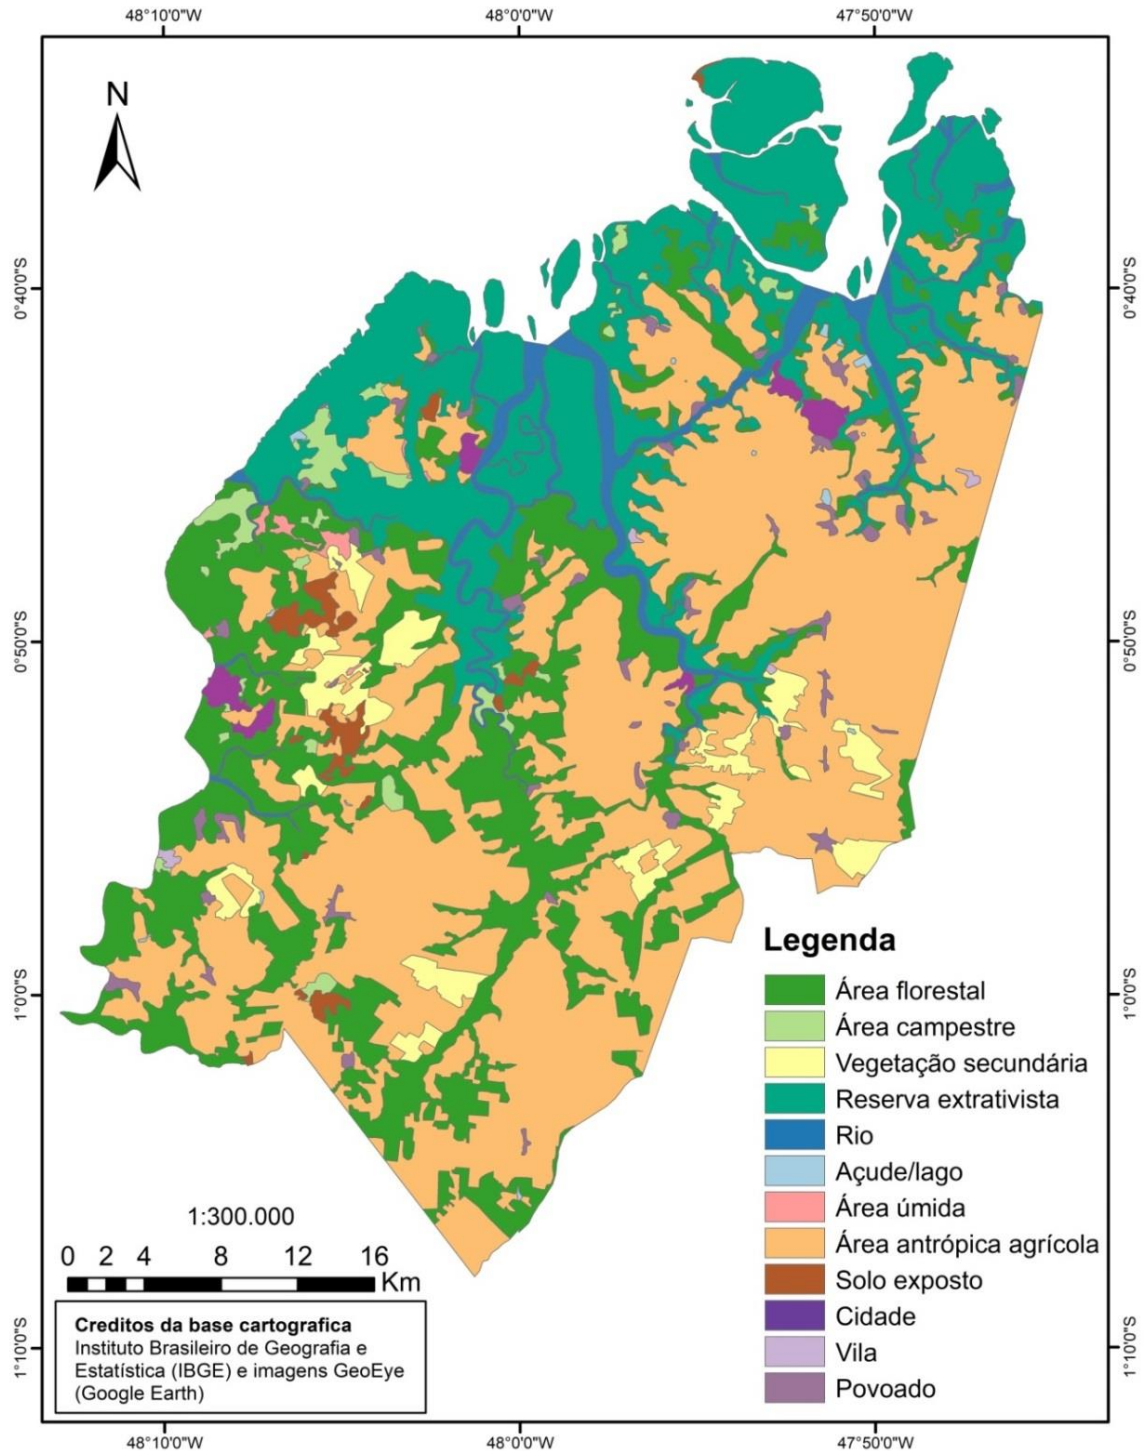 48°10'0"W
48°0'0"W
47°50'0"W
N
0°40'0"S
0°40'0"S
0°50'0"S
0°50'0"S
Legenda
Área florestal
1°0'0"S
1°0'0"S
Área campestre
Vegetação secundária
Reserva extrativista
Rio
Açude/lago
Área úmida
1:300.000
Área antrópica agrícola
0 2 4 8 12 16
Km
Solo exposto
Cidade
Creditos da base cartografica
Instituto Brasileiro de Geografia e
Estatística (IBGE) e imagens GeoEye
(Google Earth)
Vila
Povoado
1°10'0"S
1°10'0"S
48°10'0"W
48°0'0"W
47°50'0"W